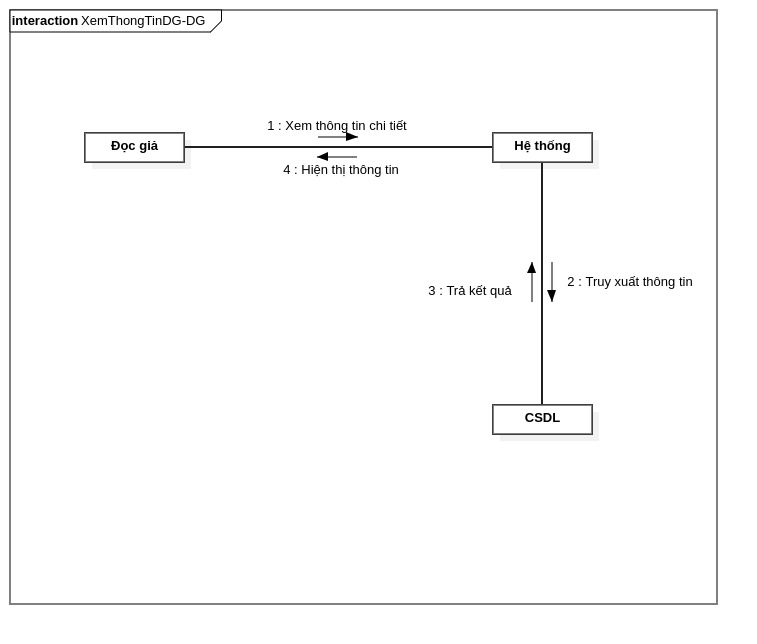 interaction XemThongTinDG-DG
1 : Xem thông tin chi tiết
Đọc giả
Hệ thống
4 : Hiện thị thông tin
2 : Truy xuất thông tin
3 : Trả kết quả
CSDL